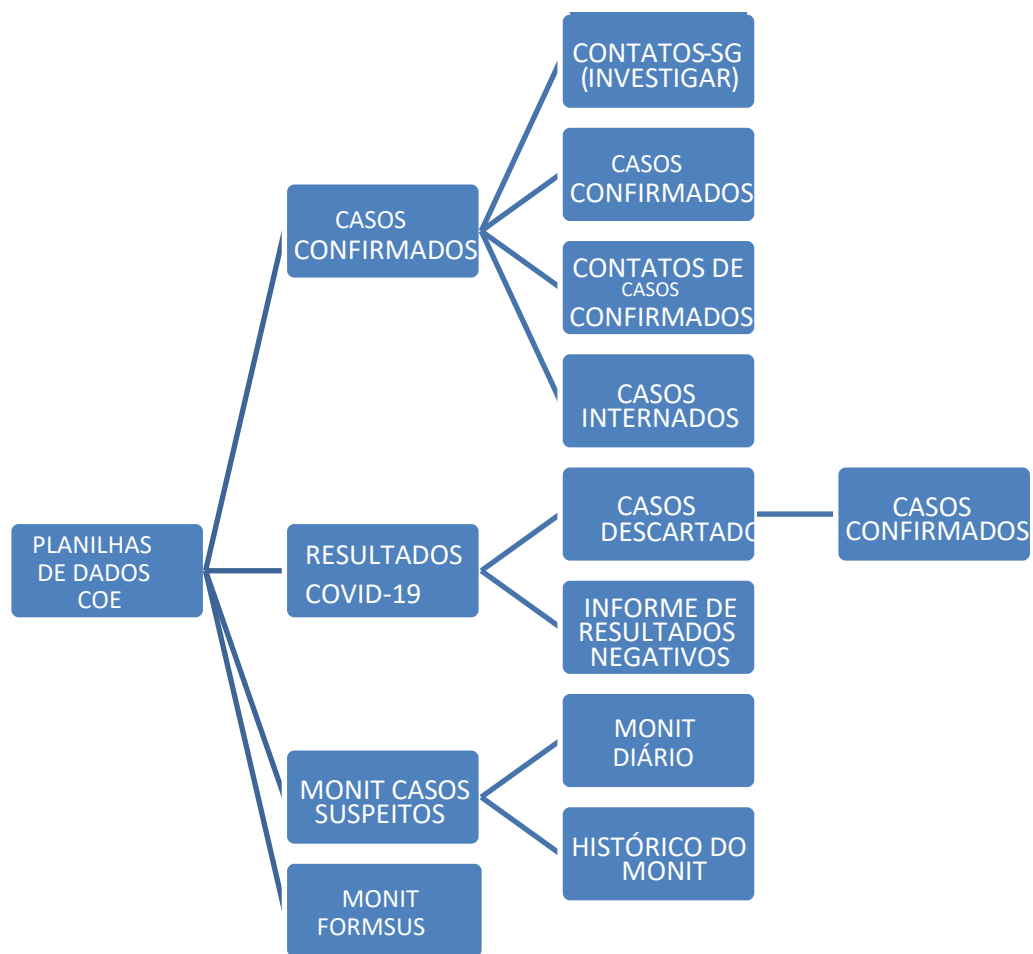 CONTATOS-SG
(INVESTIGAR)
CASOS
CONFIRMADOS
CASOS
CONFIRMADOS
CONTATOS DE
CASOS
CONFIRMADOS
CASOS
INTERNADOS
PLANILHAS
DE DADOS
COE
RESULTADOS
COVID-19
CASOS
DESCARTADO
CASOS
CONFIRMADOS
INFORME DE
RESULTADOS
NEGATIVOS
MONIT CASOS
SUSPEITOS
MONIT
DIÁRIO
HISTÓRICO DO
MONIT
MONIT
FORMSUS